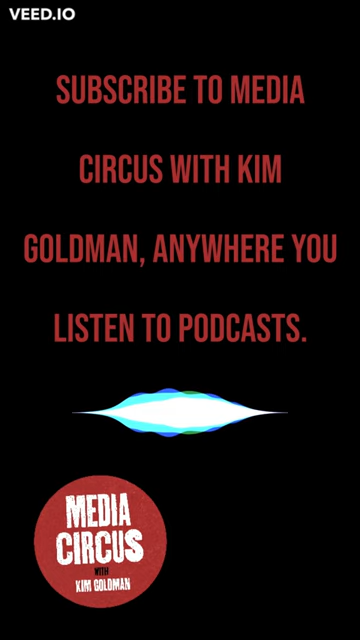 VEED.IO
SUBSCRIBE TO MEDIA
CIRCUS WITH KIM
GOLDMAN, ANYWHERE YOU
LISTEN TO PODCASTS.
MEDIA
CIRCUS
WITH
KIM GOLDMAN